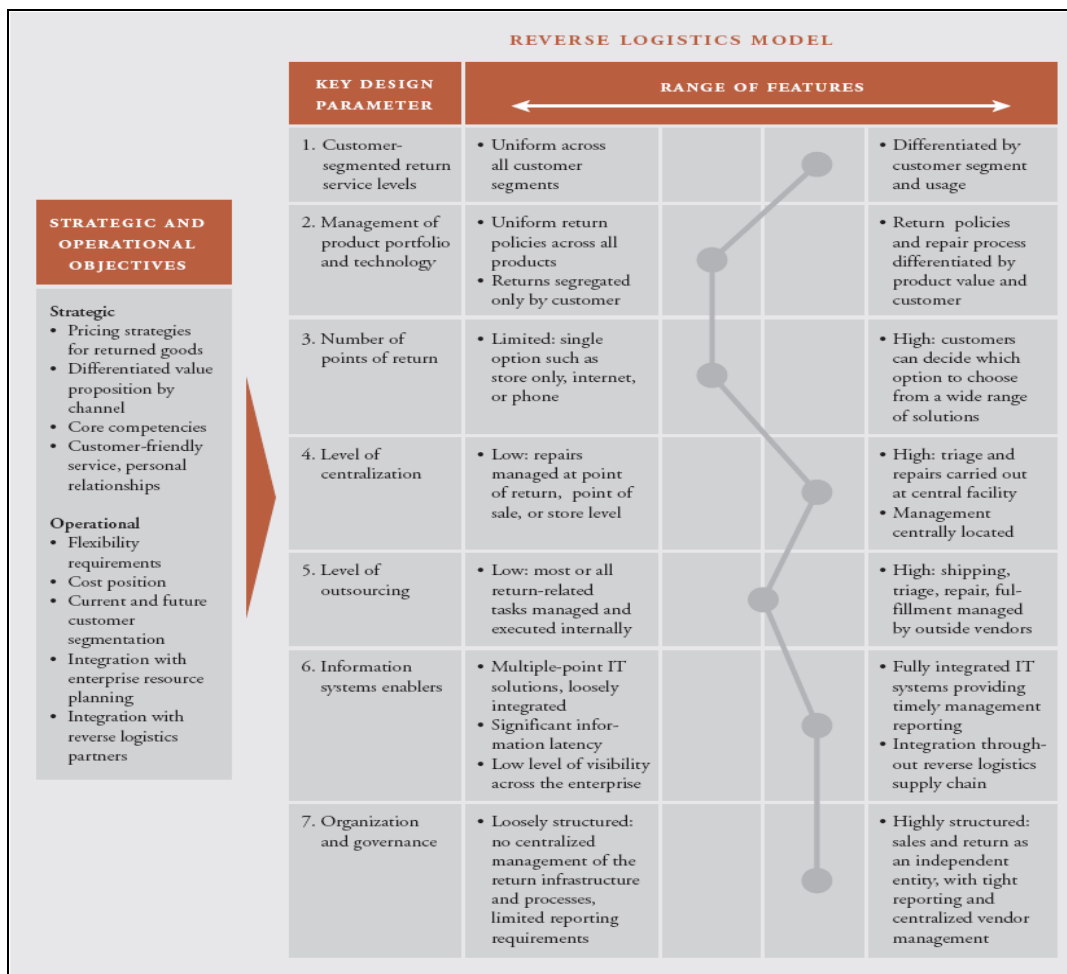 REVERSE LOGISTICS MODEL
STRATEGIC AND
OPERATIONAL
OBJECTIVES
Strategic
• Pricing strategies
for returned goods
• Differentiated value
proposition by
channel
• Core competencies
• Customer-friendly
service, personal
relationships
Operational
• Flexibility
requirements
• Cost position
• Current and future
customer
segmentation
• Integration with
enterprise resource
planning
• Integration with
reverse logistics
partners
KEY DESIGN
PARAMETER
RANGE OF FEATURES
1. Customer-
segmented return
service levels
• Uniform across
all customer
segments
• Differentiated by
customer segment
and usage
2. Management of
product portfolio
and technology
• Uniform return
policies across all
products
• Returns segregated
only by customer
• Return policies
and repair process
differentiated by
product value and
customer
3. Number of
points of return
• Limited: single
option such as
store only, internet,
or phone
• High: customers
can decide which
option to choose
from a wide range
of solutions
4. Level of
centralization
• Low: repairs
managed at point
of return, point of
sale, or store level
• High: triage and
repairs carried out
at central facility
• Management
centrally located
5. Level of
outsourcing
• Low: most or all
return-related
tasks managed and
executed internally
• High: shipping,
triage, repair, ful-
fillment managed
by outside vendors
6. Information
systems enablers
• Multiple-point IT
solutions, loosely
integrated
• Significant infor-
mation latency
• Low level of visibility
across the enterprise
• Fully integrated IT
systems providing
timely management
reporting
• Integration through-
out reverse logistics
supply chain
7. Organization
and governance
• Loosely structured:
no centralized
management of the
return infrastructure
and processes,
limited reporting
requirements
• Highly structured:
sales and return as
an independent
entity, with tight
reporting and
centralized vendor
management